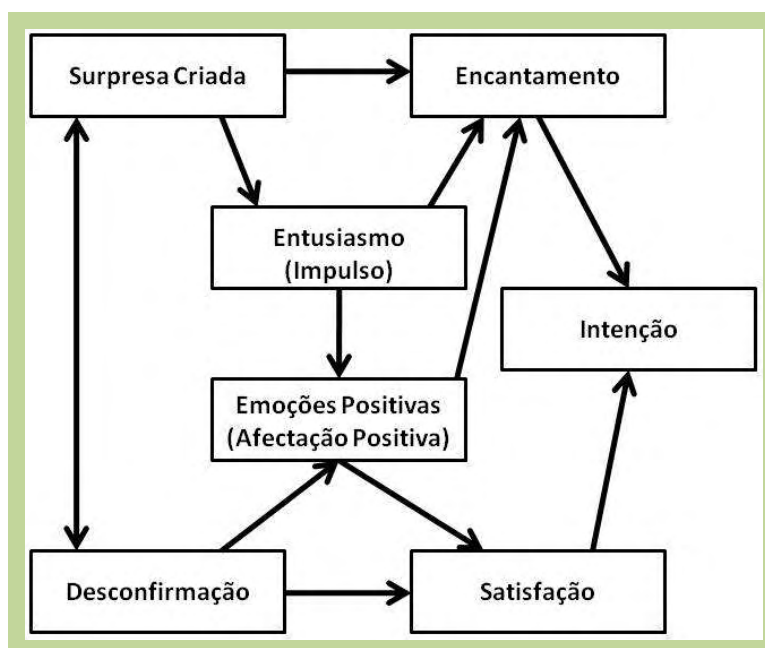 Surpresa Criada
Encantamento
Entusiasmo
(Impulso)
Intenção
Emoções Positivas
(Afectação Positiva)
Desconfirmação
Satisfação